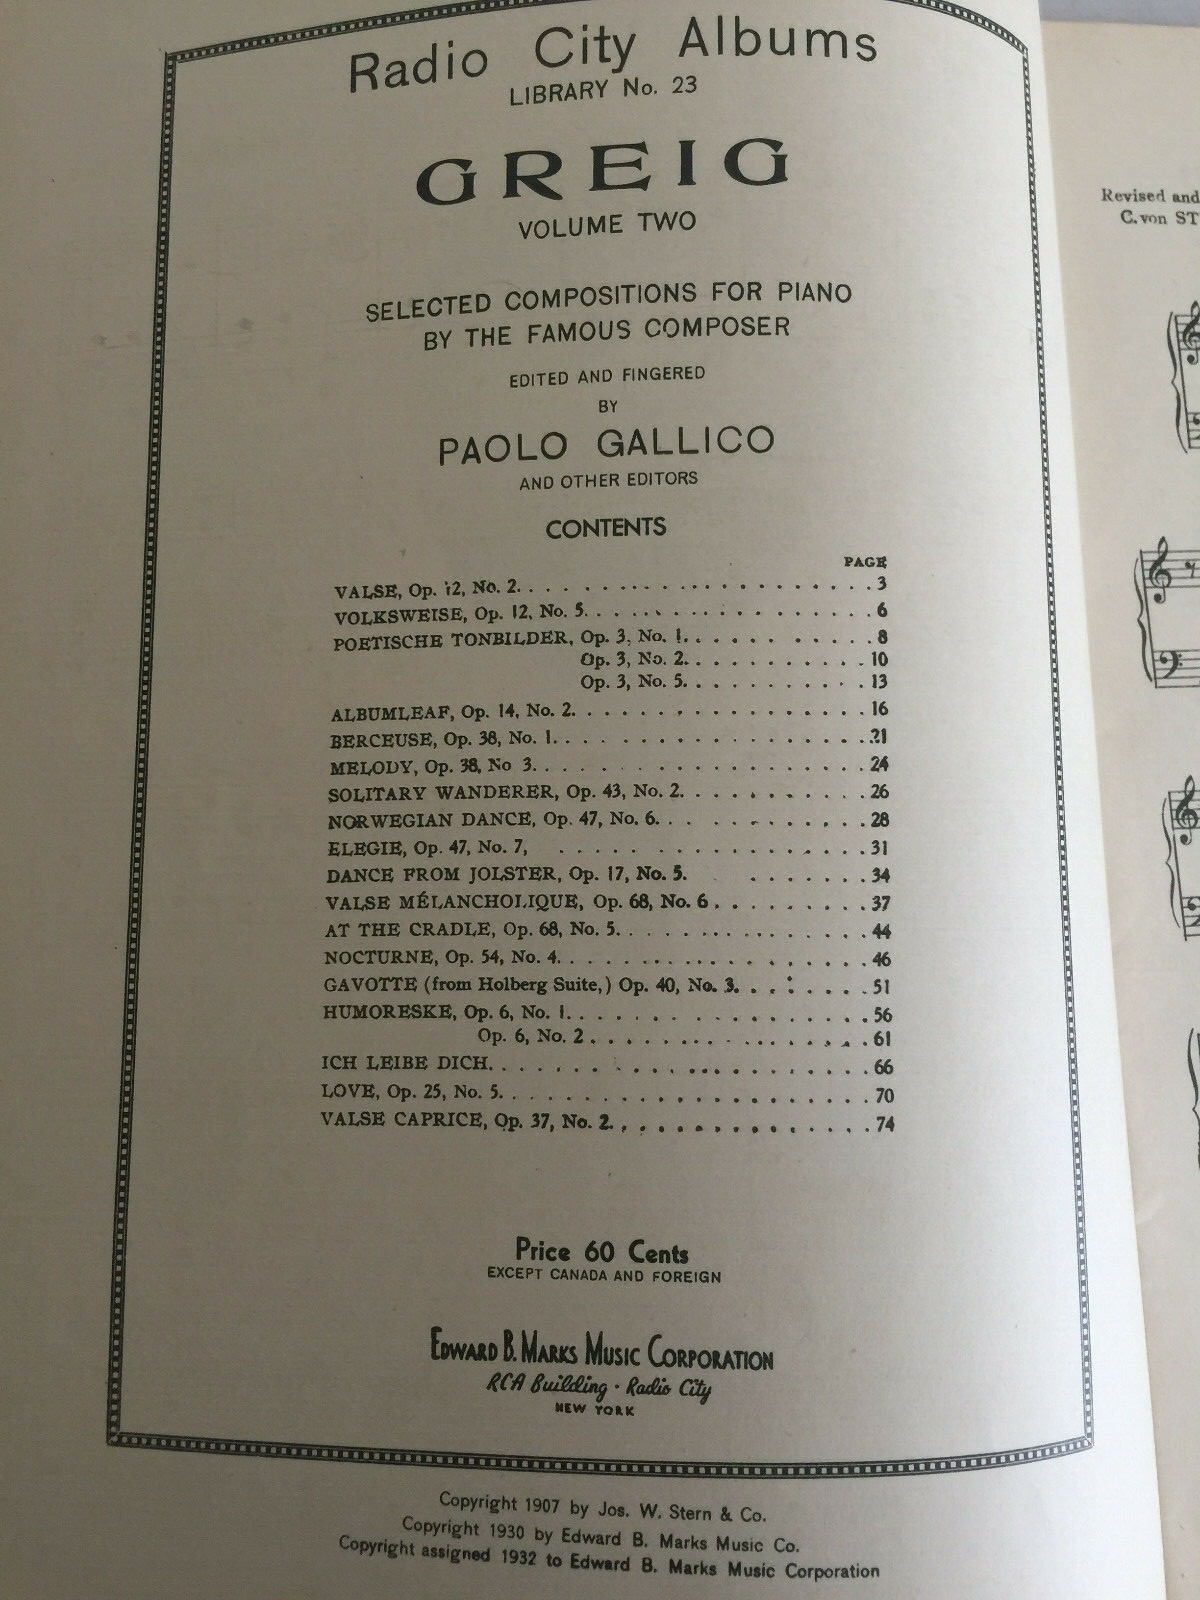 Radio City Albums
LIBRARY No. 23
GREIG
VOLUME TWO
SELECTED COMPOSITIONS FOR PIANO
BY THE FAMOUS COMPOSER
EDITED AND FINGERED
BY
PAOLO GALLICO
AND OTHER EDITORS
CONTENTS
PAGE
VALSE, Op. 12, No. 2. . . . . . . . . . . . . . . . . . . . 3
VOLKSWEISE, Op. 12, No. 5. . . . . . . . . . . . . . . . . 6
POETISCHE TONBILDER, Op. 3, No. 1. . . . . . . . . . . 8
Op. 3, No. 2. . . . . . . . . . . 10
Op. 3, No. 5. . . . . . . . . . . 13
ALBUMLEAF, Op. 14, No. 2. . . . . . . . . . . . . . . . . 16
BERCEUSE, Op. 38, No. 1. . . . . . . . . . . . . . . . . . 21
MELODY, Op. 38, No 3. . . . . . . . . . . . . . . . . . . 24
SOLITARY WANDERER, Op. 43, No. 2. . . . . . . . . . . 26
NORWEGIAN DANCE, Op. 47, No. 6. . . . . . . . . . . . 28
ELEGIE, Op. 47, No. 7, . . . . . . . . . . . . . . . . . . 31
DANCE FROM JOLSTER, Op. 17, No. 5. . . . . . . . 34
VALSE MÉLANCHOLIQUE, Op. 68, No. 6 . . . . . . . . . 37
AT THE CRADLE, Op. 68, No. 5. . . . . . . . . . . . . . . 44
NOCTURNE, Op. 54, No. 4. . . . . . . . . . . . . . . . . . 46
GAVOTTE (from Holberg Suite,) Op. 40, No. 3. . . . . . . . 51
HUMORESKE, Op. 6, No. 1. . . . . . . . . . . . . . . . . . 56
Op. 6, No. 2 . . . . . . . . . . . . . . . . . 61
ICH LEIBE DICH. . . . . . . . . . . . . . . . . . . . . . 66
LOVE, Op. 25, No. 5. . . . . . . . . . . . . . . . . . . . . 70
VALSE CAPRICE, Op. 37, No. 2. . . . . . . . . . . . . . . 74
Price 60 Cents
EXCEPT CANADA AND FOREIGN
EDWARD B. MARKS MUSIC CORPORATION
RCA Building · Radio City
NEW YORK
Copyright 1907 by Jos. W. Stern & Co.
Copyright 1930 by Edward B. Marks Music Co.
Copyright assigned 1932 to Edward B. Marks Music Corporation
Revised and
C. von ST